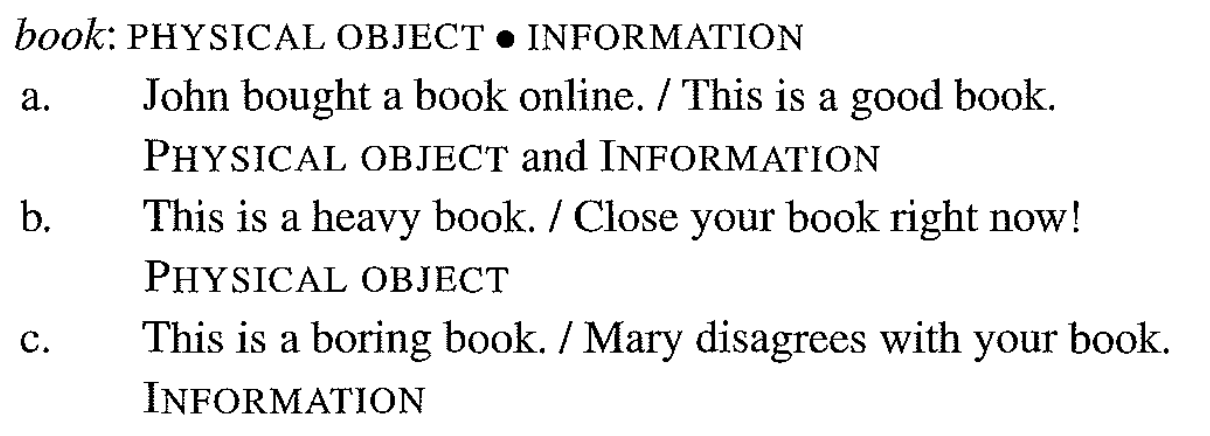 book: PHYSICAL OBJECT ● INFORMATION
a. John bought a book online. / This is a good book.
PHYSICAL OBJECT and INFORMATION
b. This is a heavy book. / Close your book right now!
PHYSICAL OBJECT
c. This is a boring book. / Mary disagrees with your book.
INFORMATION